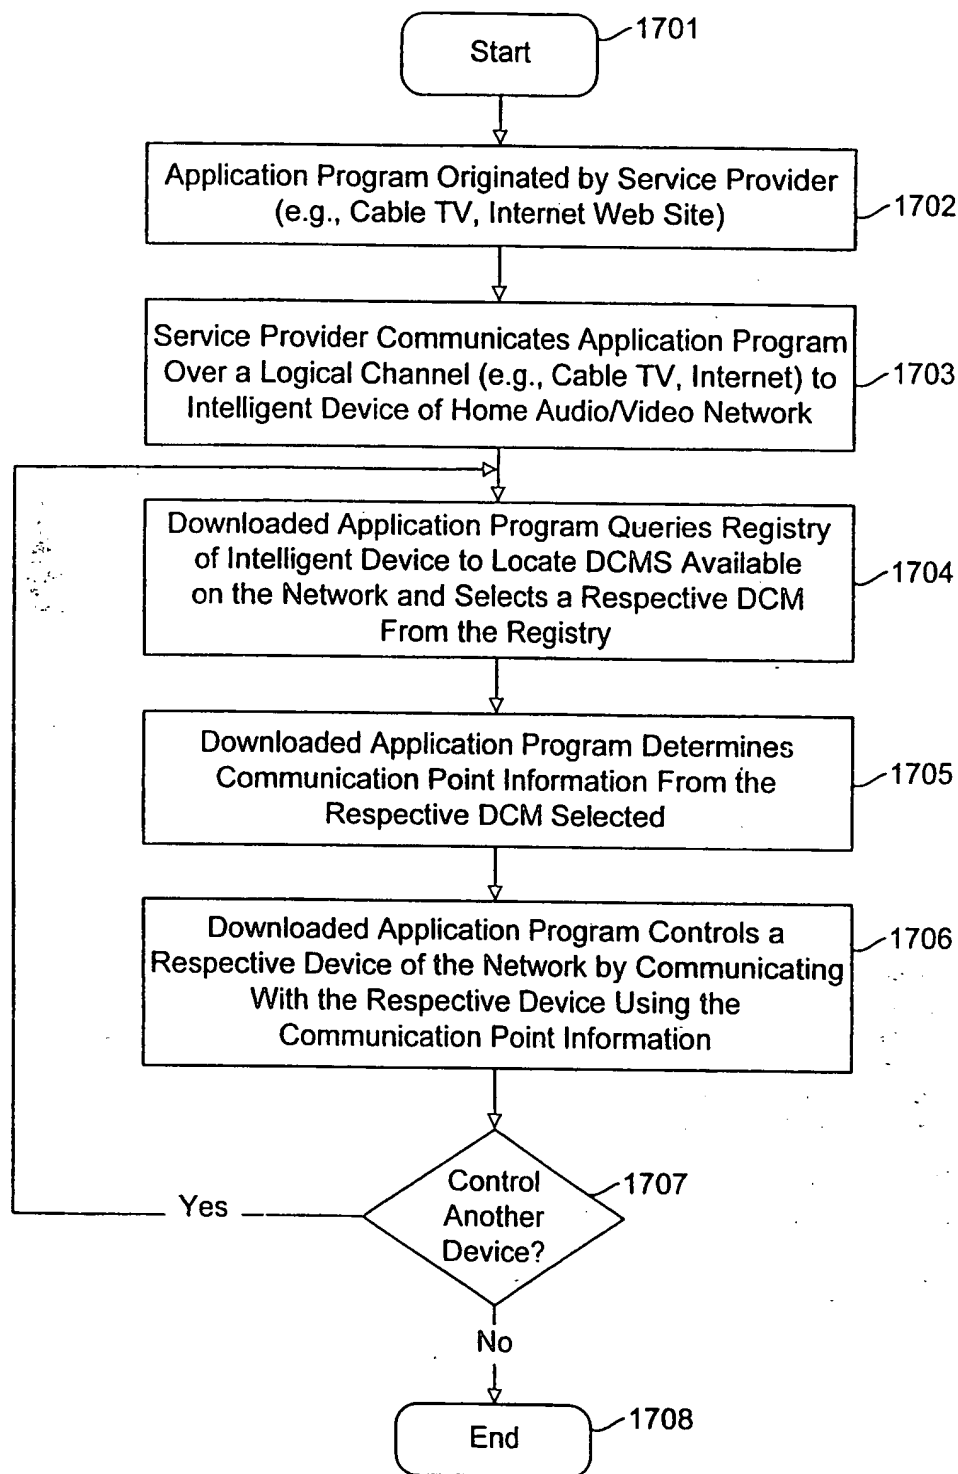 Start
1701
Application Program Originated by Service Provider
(e.g., Cable TV, Internet Web Site)
1702
Service Provider Communicates Application Program
Over a Logical Channel (e.g., Cable TV, Internet) to
Intelligent Device of Home Audio/Video Network
1703
Downloaded Application Program Queries Registry
of Intelligent Device to Locate DCMS Available
on the Network and Selects a Respective DCM
From the Registry
1704
Downloaded Application Program Determines
Communication Point Information From the
Respective DCM Selected
1705
Downloaded Application Program Controls a
Respective Device of the Network by Communicating
With the Respective Device Using the
Communication Point Information
1706
Control
Another
Device?
1707
Yes
No
End
1708